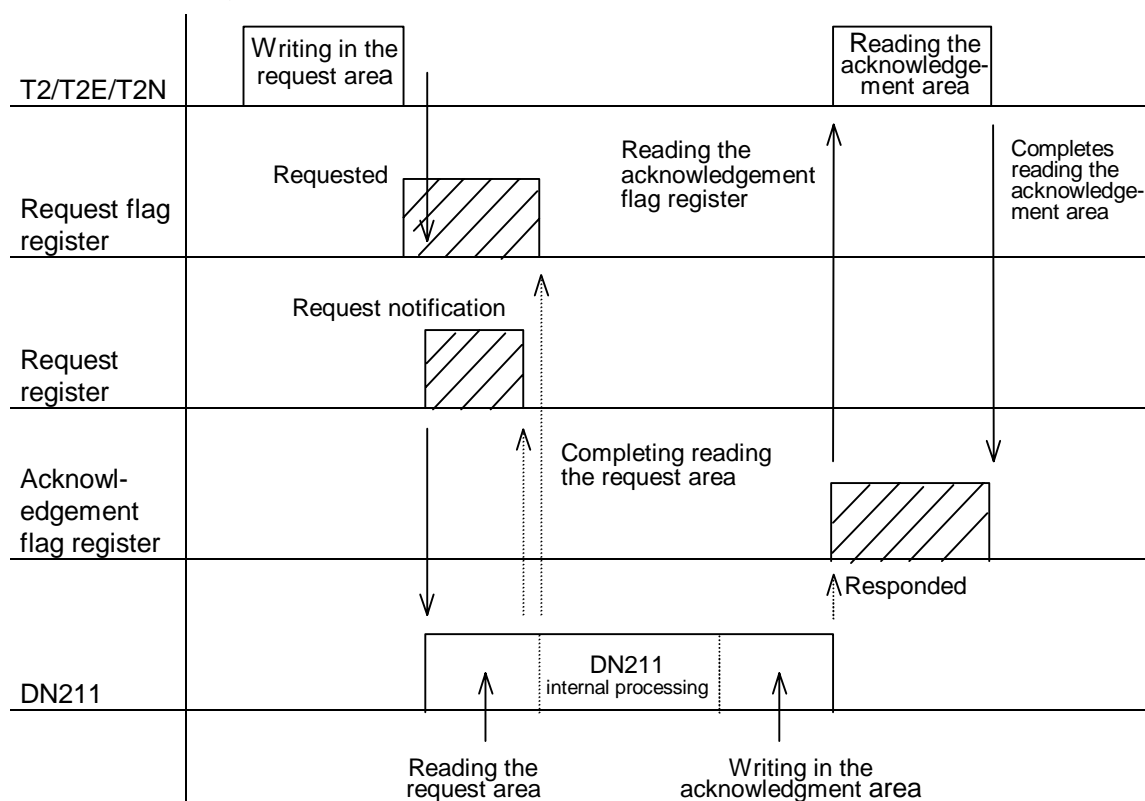 Writing in the
request area
T2/T2E/T2N
Reading the
acknowledge-
ment area
Requested
Reading the
acknowledgement
flag register
Completes
reading the
acknowledge-
ment area
Request flag
register
Request notification
Request
register
Completing reading
the request area
Acknowl-
edgement
flag register
Responded
DN211
DN211
internal processing
Reading the
request area
Writing in the
acknowledgment area